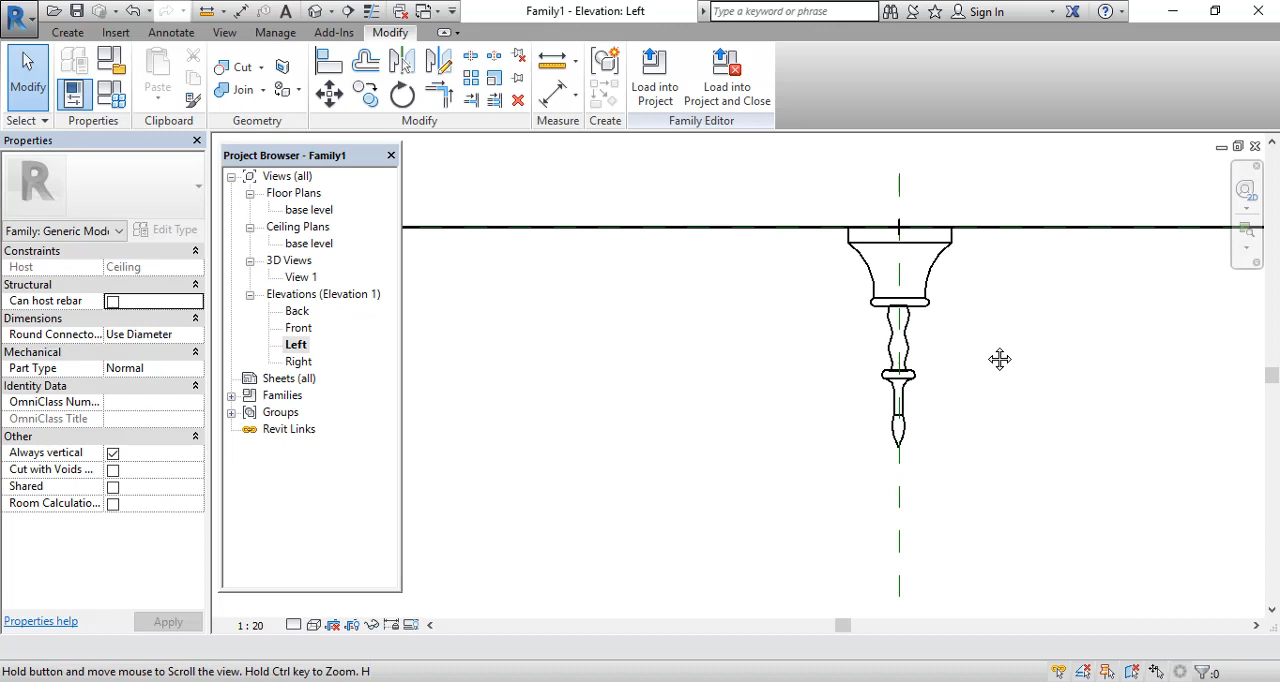 Family1 - Elevation: Left
Type a keyword or phrase
Sign In
Create
Insert
Annotate
View
Manage
Add-Ins
Modify
Modify
Paste
Cut
Join
Load into
Project
Load into
Project and Close
Select
Properties
Clipboard
Geometry
Modify
Measure
Create
Family Editor
Properties
Family: Generic Mode
Edit Type
Constraints
Host
Ceiling
Structural
Can host rebar
Dimensions
Round Connecto...
Use Diameter
Mechanical
Part Type
Normal
Identity Data
OmniClass Num...
OmniClass Title
Other
Always vertical
Cut with Voids ...
Shared
Room Calculatio...
Properties help
Apply
Project Browser - Family1
Views (all)
Floor Plans
base level
Ceiling Plans
base level
3D Views
View 1
Elevations (Elevation 1)
Back
Front
Left
Right
Sheets (all)
Families
Groups
Revit Links
2D
1 : 20
Hold button and move mouse to Scroll the view. Hold Ctrl key to Zoom. H
:0